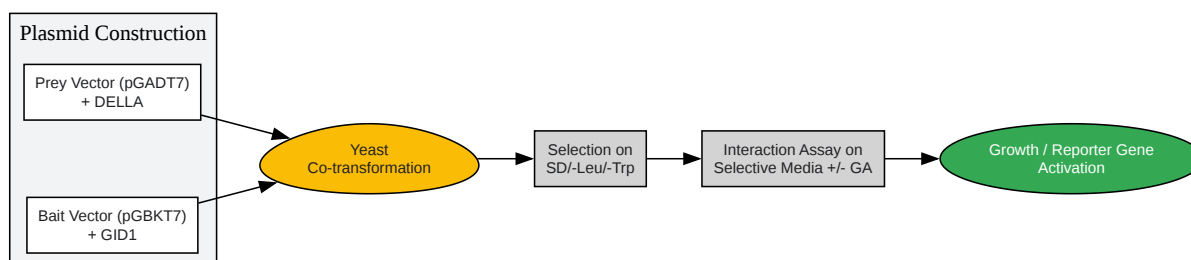 Plasmid Construction
Prey Vector (pGADT7)
+ DELLA
Bait Vector (pGBKT7)
+ GID1
Yeast
Co-transformation
Selection on
SD/-Leu/-Trp
Interaction Assay on
Selective Media +/- GA
Growth / Reporter Gene
Activation